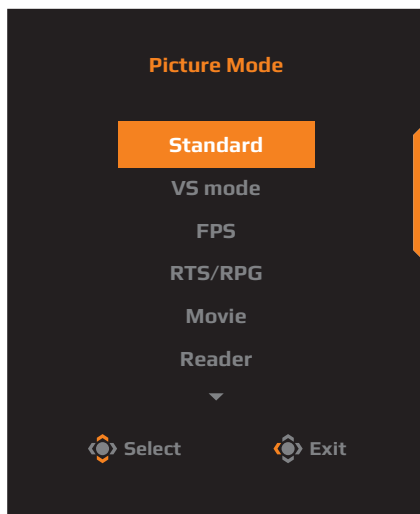 Picture Mode
Standard
VS mode
FPS
RTS/RPG
Movie
Reader
Select Exit